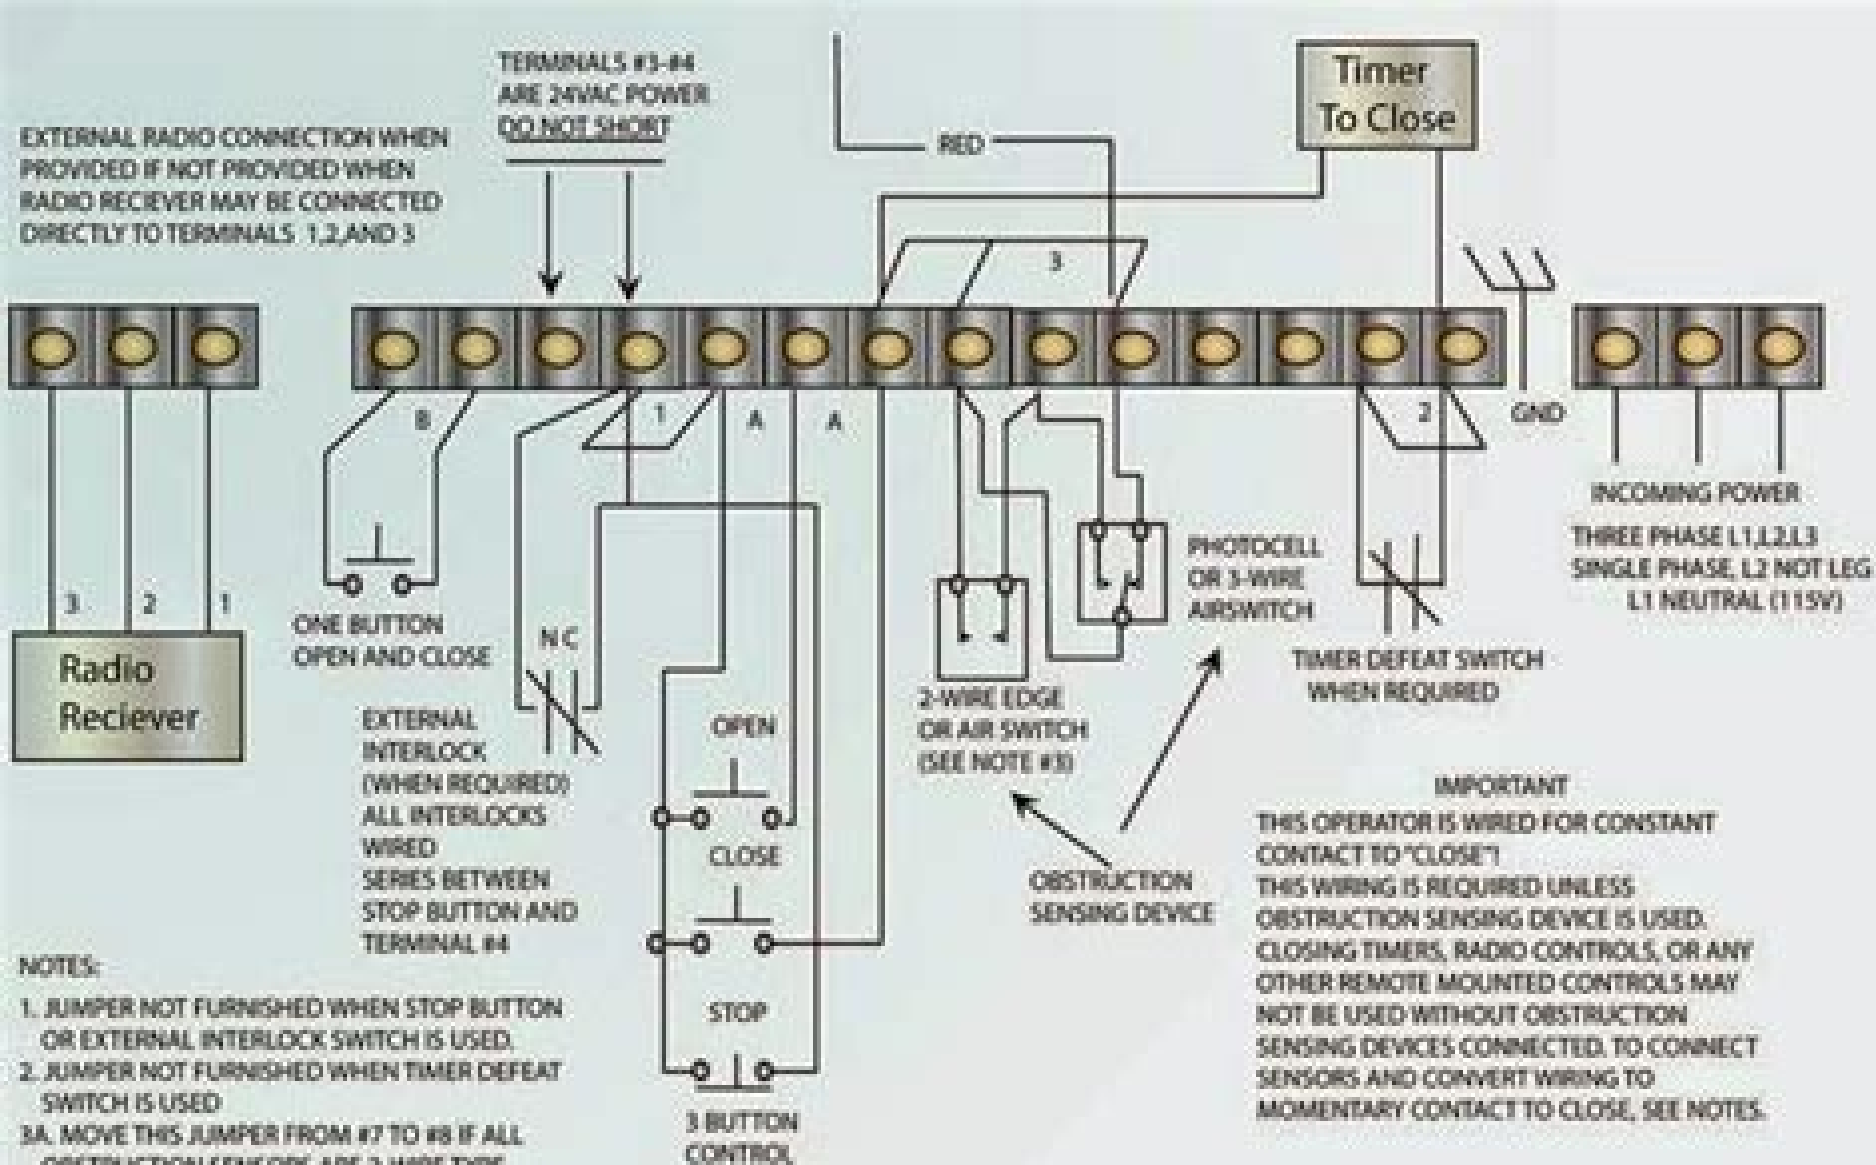 TERMINALS #3-#4
ARE 24VAC POWER
DO NOT SHORT
EXTERNAL RADIO CONNECTION WHEN
PROVIDED IF NOT PROVIDED WHEN
RADIO RECIEVER MAY BE CONNECTED
DIRECTLY TO TERMINALS 1,2,AND 3
RED
Timer
To Close
3
B
1
A
A
2
GND
INCOMING POWER
THREE PHASE L1,L2,L3
SINGLE PHASE, L2 NOT LEG
L1 NEUTRAL (115V)
3
2
1
Radio
Reciever
ONE BUTTON
OPEN AND CLOSE
N C
EXTERNAL
INTERLOCK
(WHEN REQUIRED)
ALL INTERLOCKS
WIRED
SERIES BETWEEN
STOP BUTTON AND
TERMINAL #4
OPEN
CLOSE
STOP
3 BUTTON
CONTROL
2-WIRE EDGE
OR AIR SWITCH
(SEE NOTE #3)
PHOTOCELL
OR 3-WIRE
AIRSWITCH
OBSTRUCTION
SENSING DEVICE
TIMER DEFEAT SWITCH
WHEN REQUIRED
IMPORTANT
THIS OPERATOR IS WIRED FOR CONSTANT
CONTACT TO "CLOSE"!
THIS WIRING IS REQUIRED UNLESS
OBSTRUCTION SENSING DEVICE IS USED.
CLOSING TIMERS, RADIO CONTROLS, OR ANY
OTHER REMOTE MOUNTED CONTROLS MAY
NOT BE USED WITHOUT OBSTRUCTION
SENSING DEVICES CONNECTED. TO CONNECT
SENSORS AND CONVERT WIRING TO
MOMENTARY CONTACT TO CLOSE, SEE NOTES.
NOTES:
1. JUMPER NOT FURNISHED WHEN STOP BUTTON
OR EXTERNAL INTERLOCK SWITCH IS USED.
2. JUMPER NOT FURNISHED WHEN TIMER DEFEAT
SWITCH IS USED
3A. MOVE THIS JUMPER FROM #7 TO #8 IF ALL
OBSTRUCTION SENSORS ARE 2-WIRE TYPE